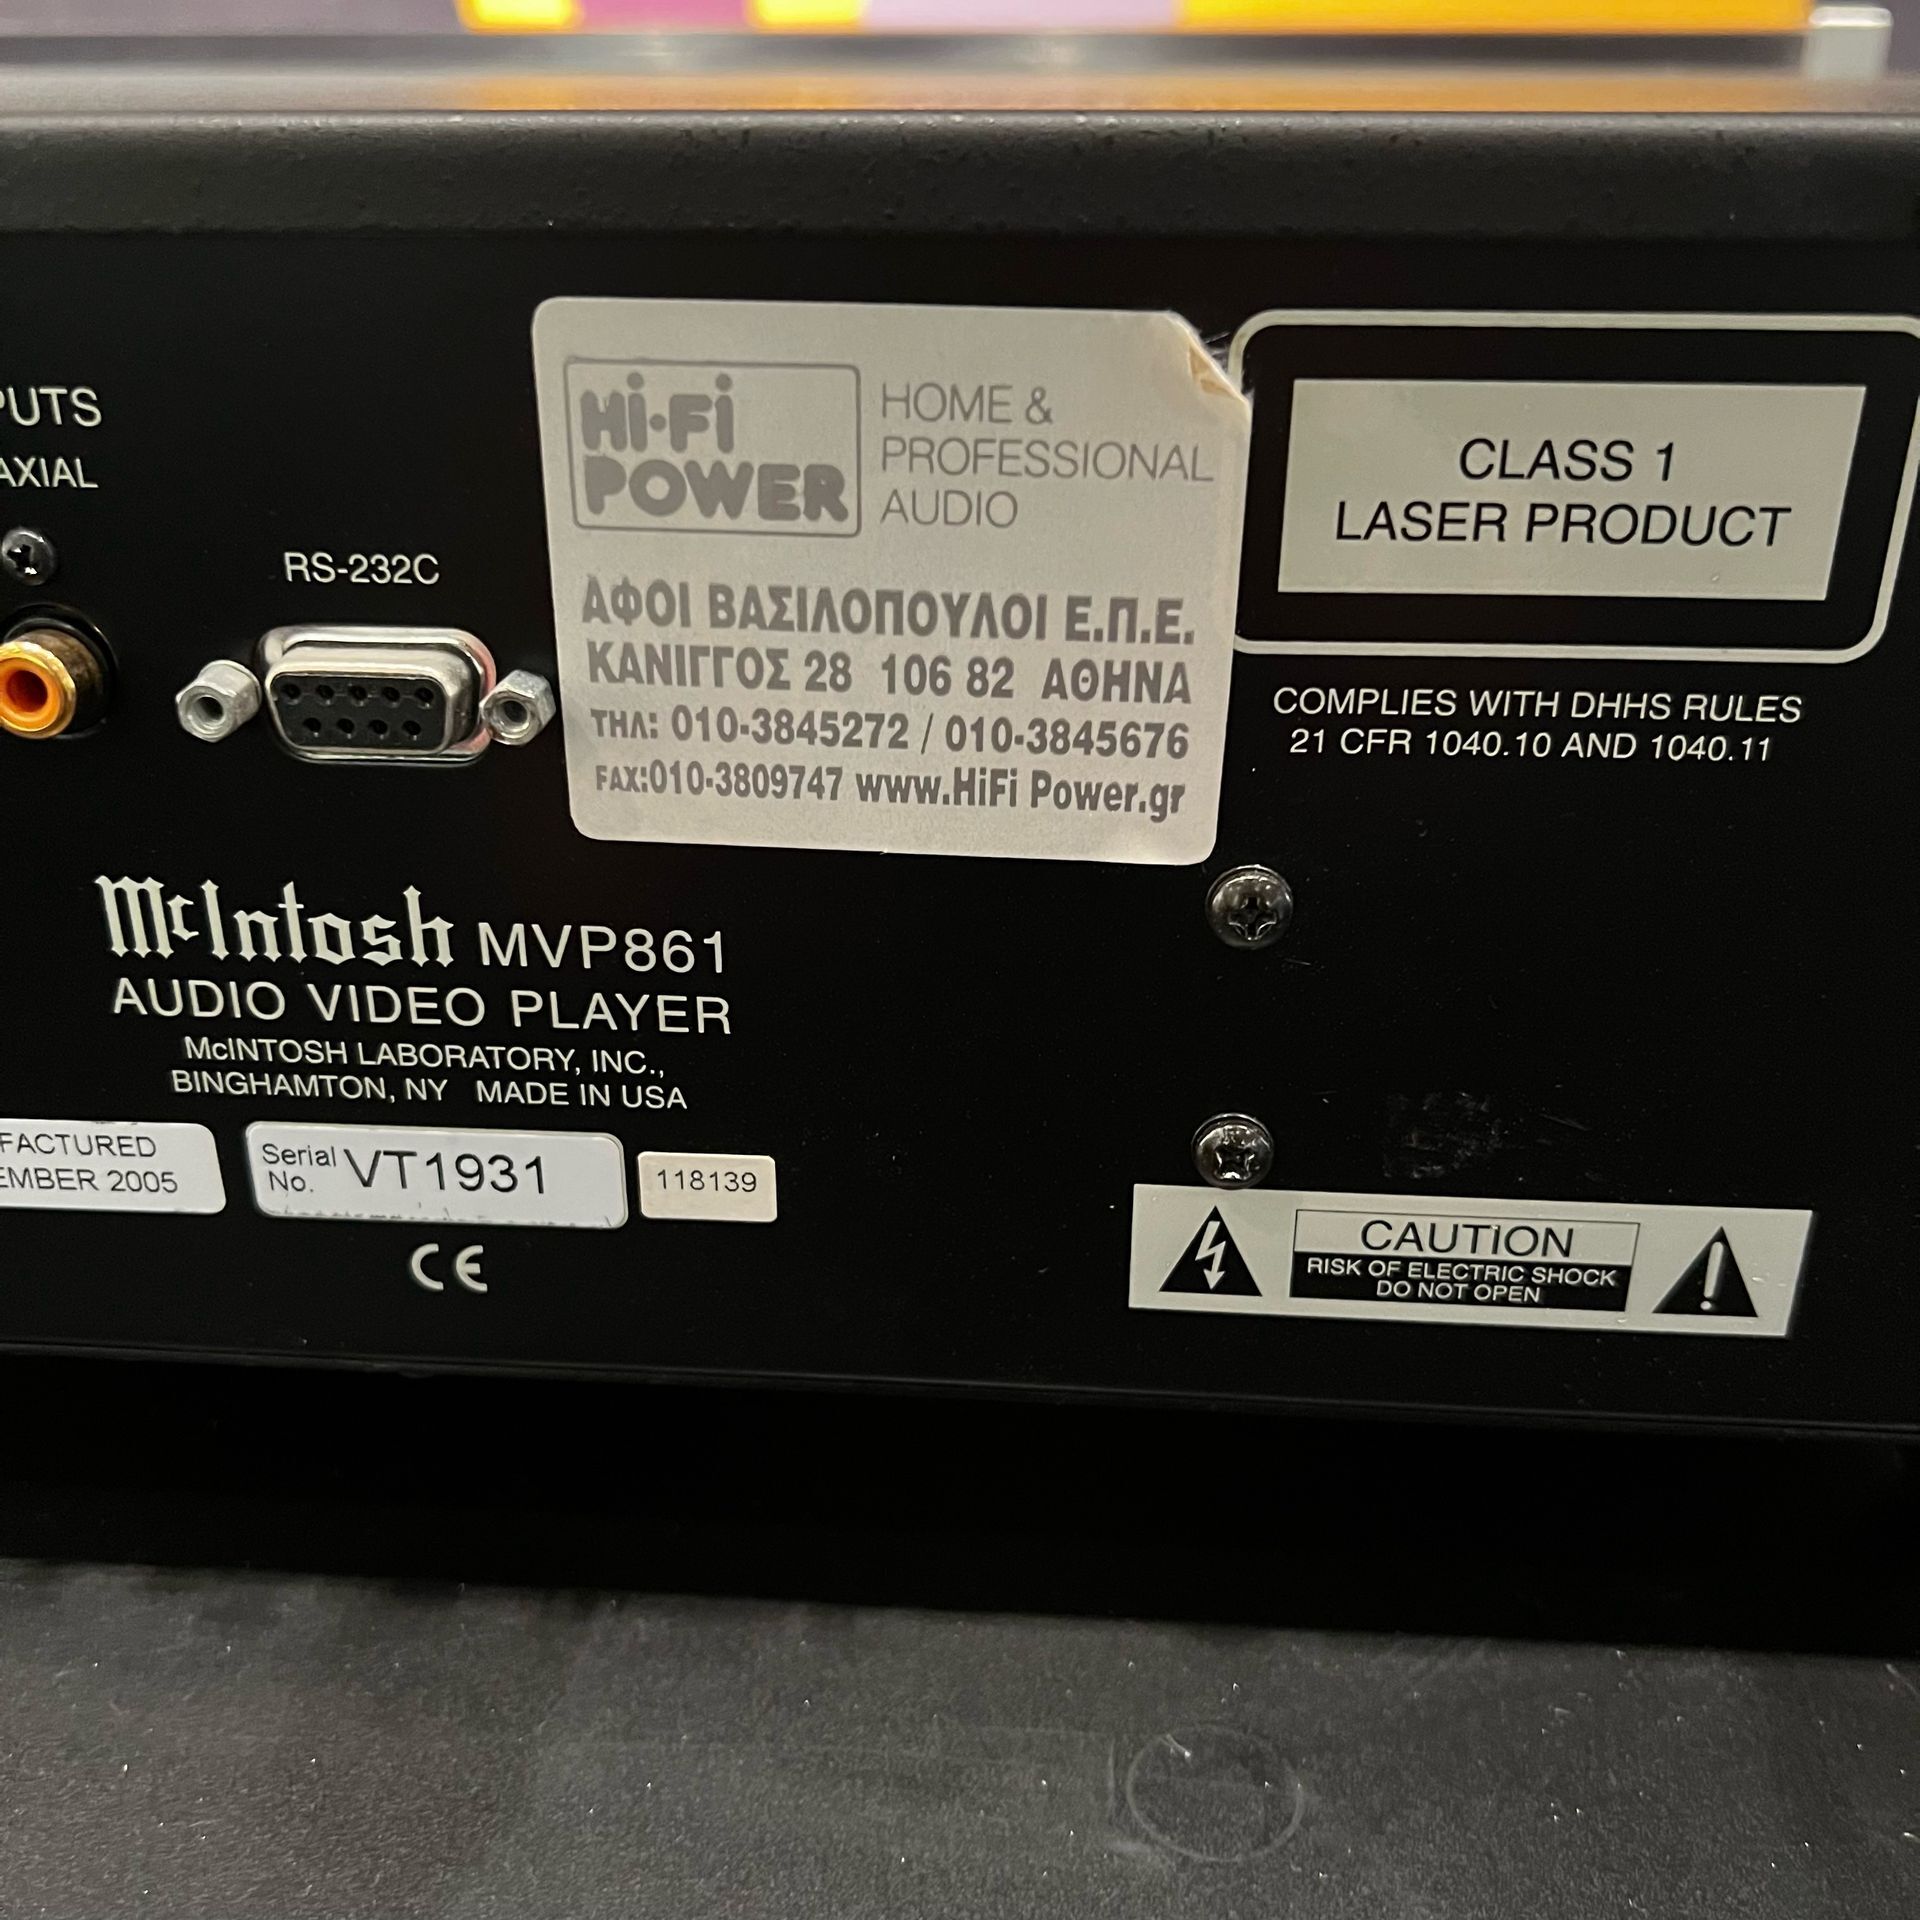 PUTS
AXIAL
RS-232C
Hi-Fi
POWER
HOME &
PROFESSIONAL
AUDIO
ΑΦΟΙ ΒΑΣΙΛΟΠΟΥΛΟΙ Ε.Π.Ε.
ΚΑΝΙΓΓΟΣ 28 106 82 ΑΘΗΝΑ
ΤΗΛ: 010-3845272 / 010-3845676
FAX:010-3809747 www.HiFi Power.gr
CLASS 1
LASER PRODUCT
COMPLIES WITH DHHS RULES
21 CFR 1040.10 AND 1040.11
McIntosh MVP861
AUDIO VIDEO PLAYER
McINTOSH LABORATORY, INC.,
BINGHAMTON, NY MADE IN USA
FACTURED
EMBER 2005
Serial
No. VT1931
118139
CE
CAUTION
RISK OF ELECTRIC SHOCK
DO NOT OPEN